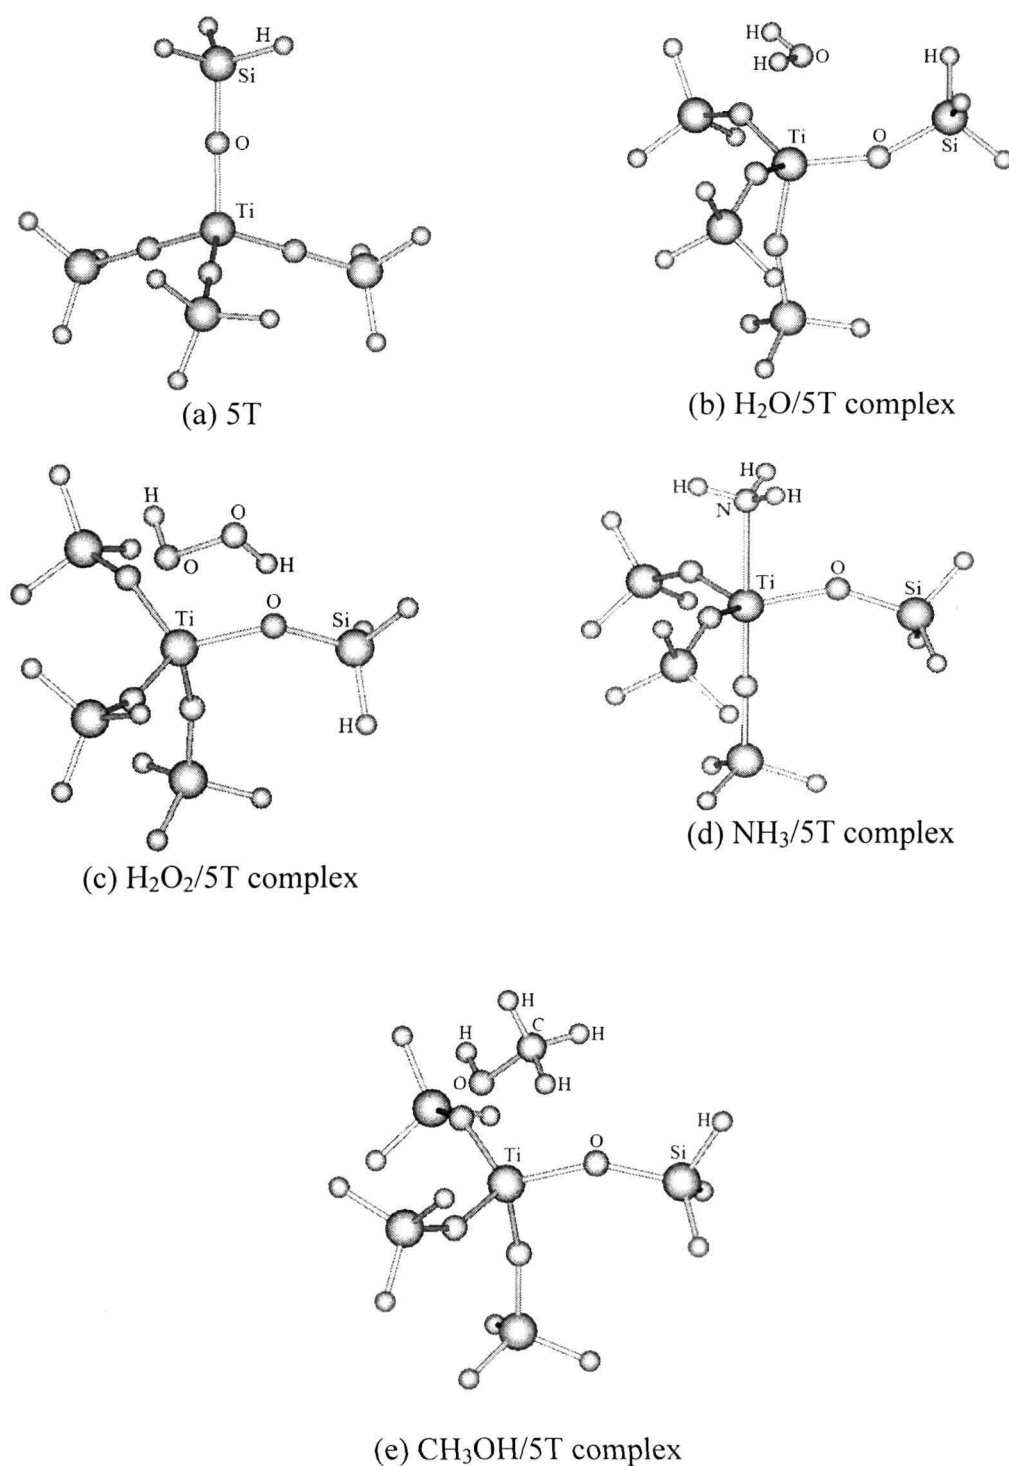 H
Si
O
Ti
(a) 5T
H
H
O
H
Ti
O
Si
(b) H₂O/5T complex
H
O
O
H
Ti
O
Si
H
(c) H₂O₂/5T complex
H
H
H
N
Ti
O
Si
(d) NH₃/5T complex
H
C
H
H
O
H
H
Ti
O
Si
(e) CH₃OH/5T complex